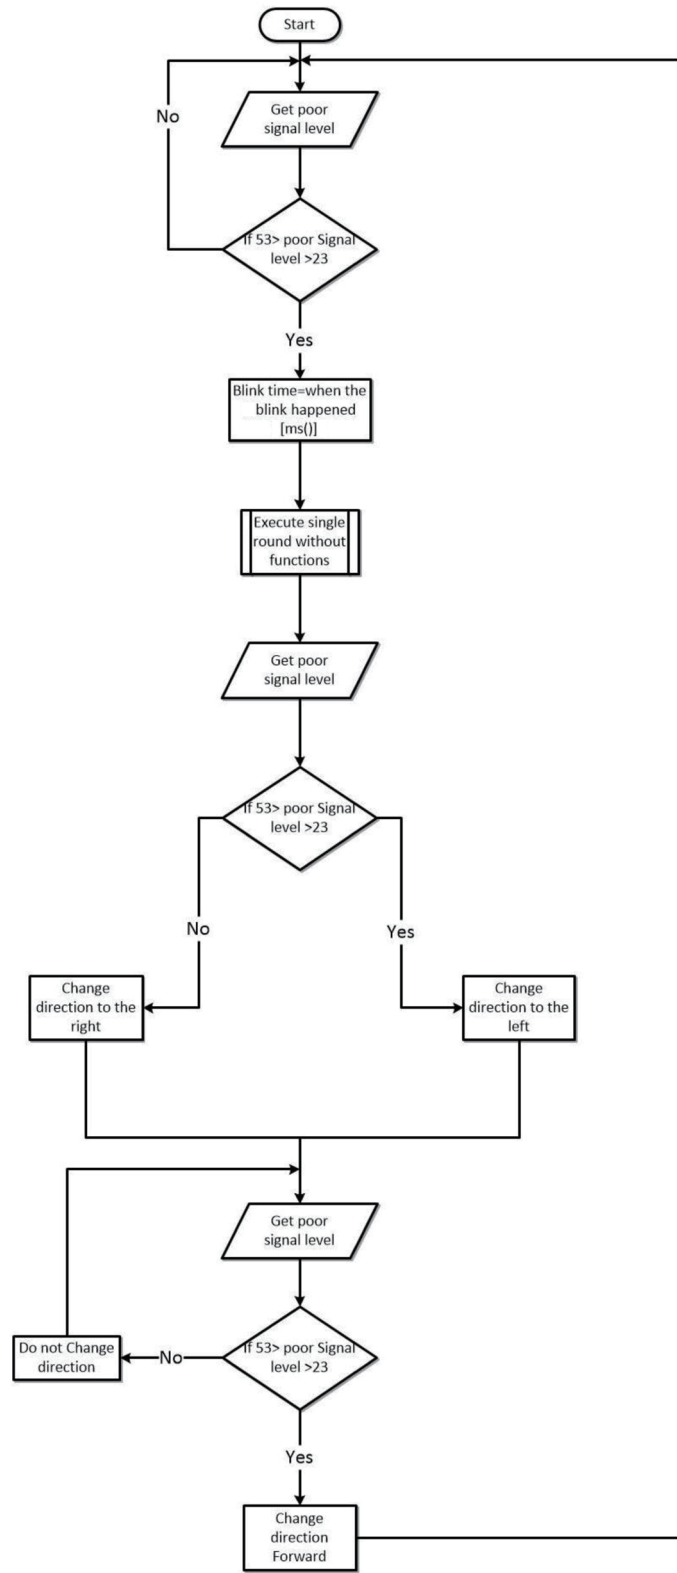 Start
No
Get poor
signal level
If 53> poor Signal
level >23
Yes
Blink time=when the
blink happened
[ms()]
Execute single
round without
functions
Get poor
signal level
If 53> poor Signal
level >23
No
Yes
Change
direction to the
right
Change
direction to the
left
Get poor
signal level
If 53> poor Signal
level >23
Do not Change
direction
No
Yes
Change
direction
Forward